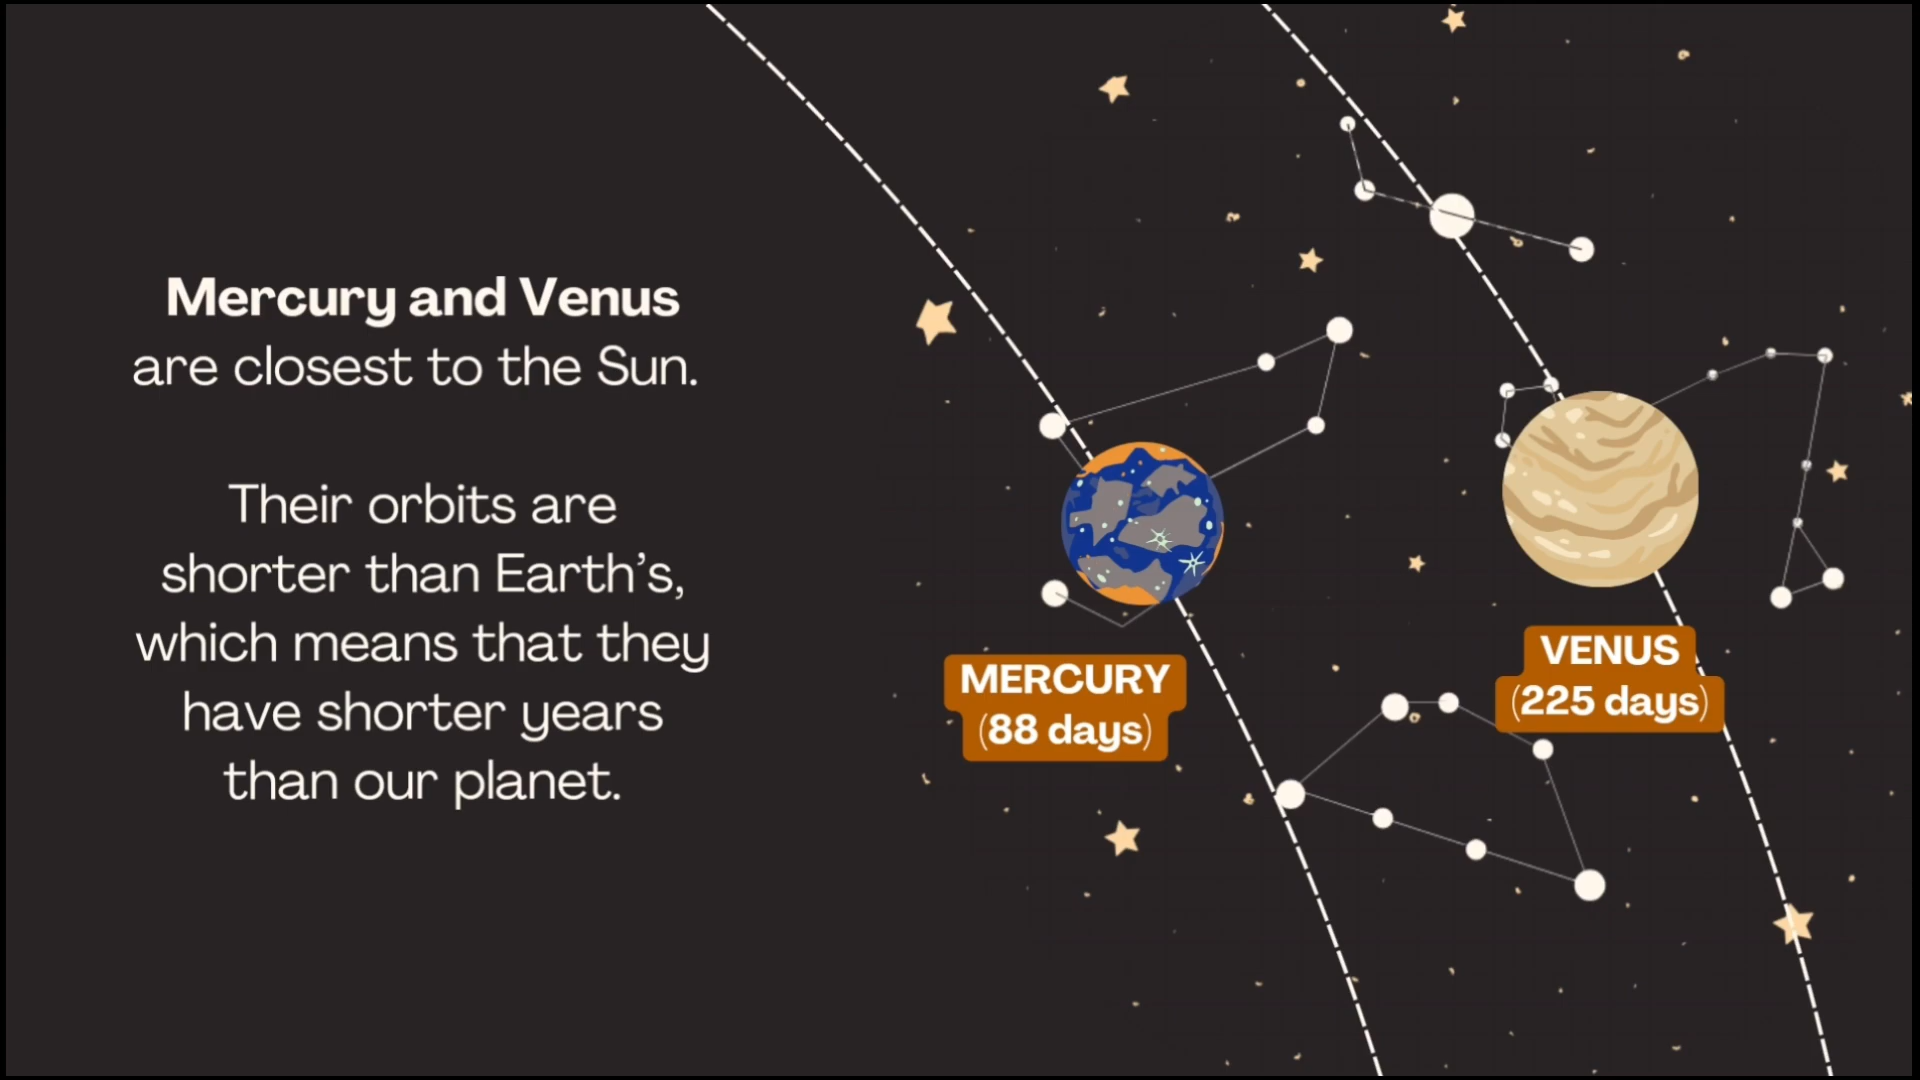 Mercury and Venus
are closest to the Sun.
Their orbits are
shorter than Earth’s,
which means that they
have shorter years
than our planet.
MERCURY
(88 days)
VENUS
(225 days)